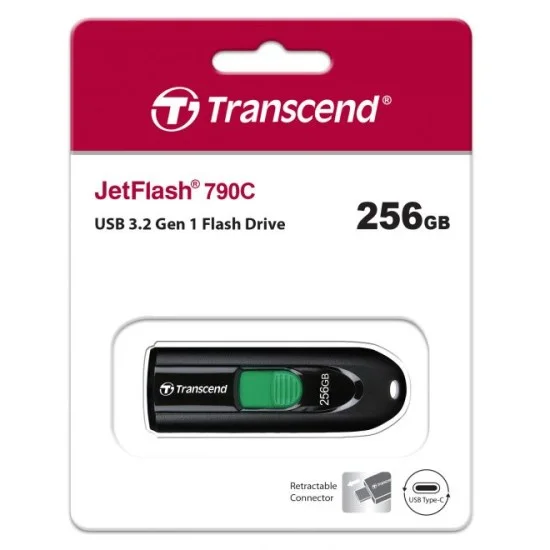 Transcend®
JetFlash® 790C
USB 3.2 Gen 1 Flash Drive
256GB
Transcend
256GB
Retractable
Connector
USB Type-C